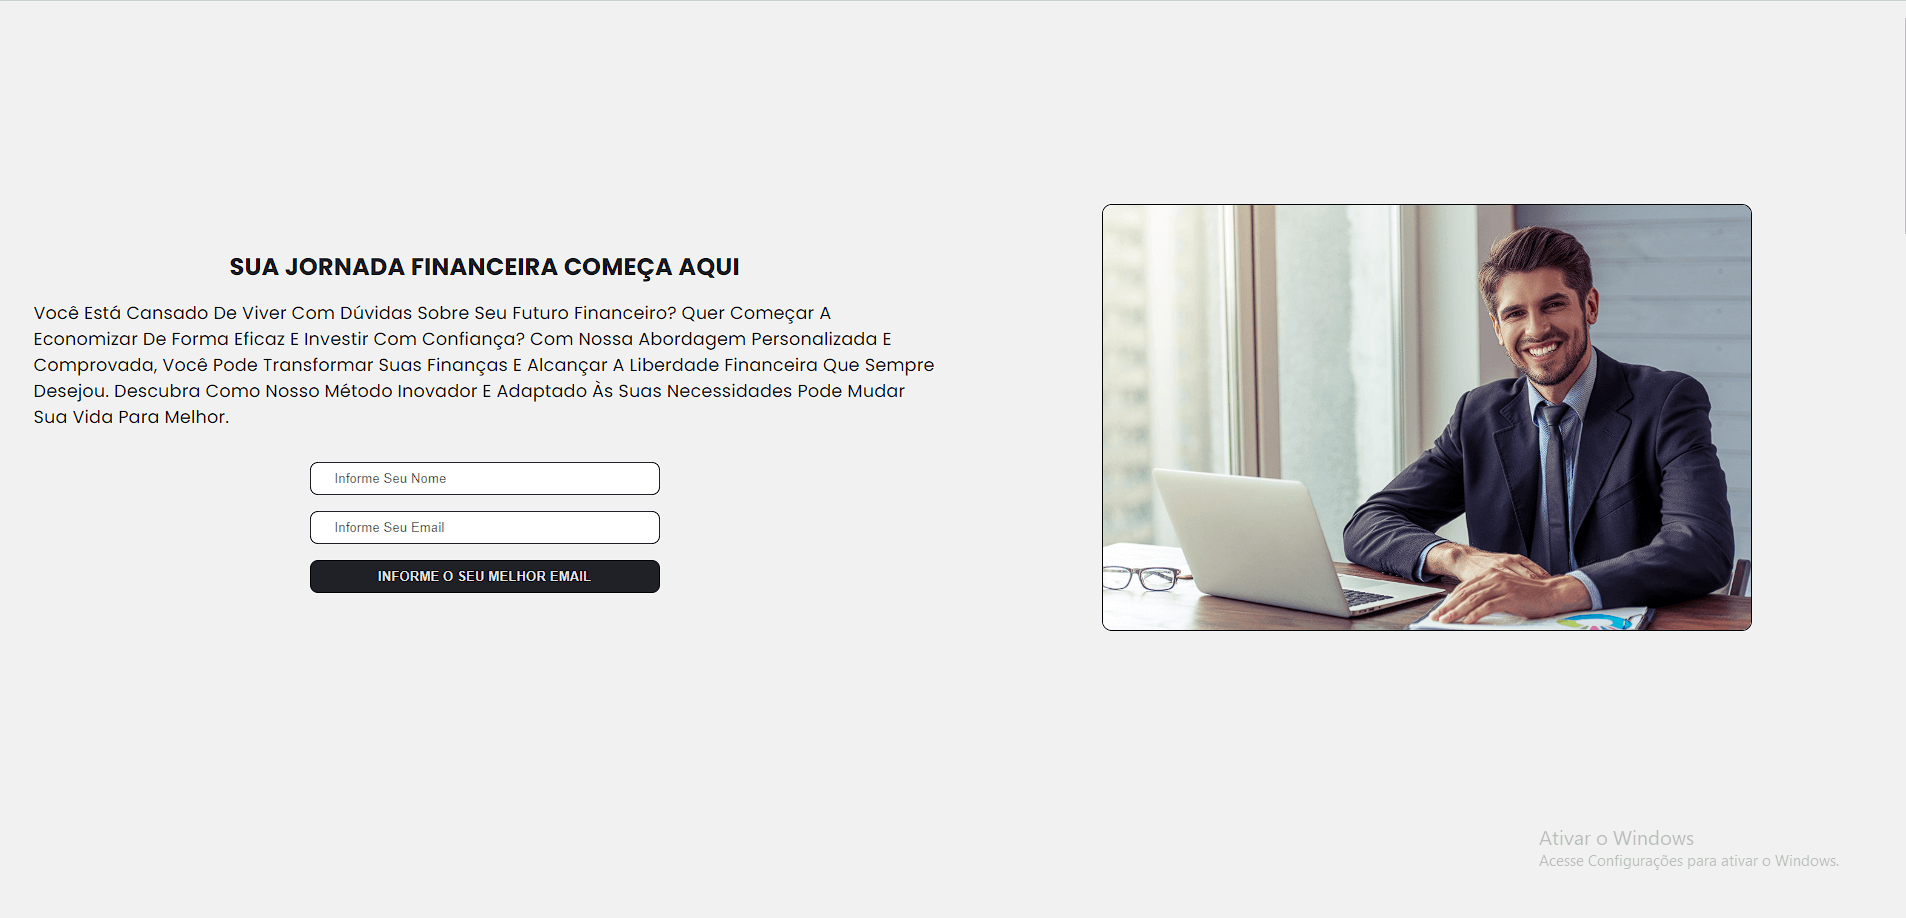 SUA JORNADA FINANCEIRA COMEÇA AQUI
Você Está Cansado De Viver Com Dúvidas Sobre Seu Futuro Financeiro? Quer Começar A
Economizar De Forma Eficaz E Investir Com Confiança? Com Nossa Abordagem Personalizada E
Comprovada, Você Pode Transformar Suas Finanças E Alcançar A Liberdade Financeira Que Sempre
Desejou. Descubra Como Nosso Método Inovador E Adaptado Às Suas Necessidades Pode Mudar
Sua Vida Para Melhor.
Informe Seu Nome
Informe Seu Email
INFORME O SEU MELHOR EMAIL
Ativar o Windows
Acesse Configurações para ativar o Windows.